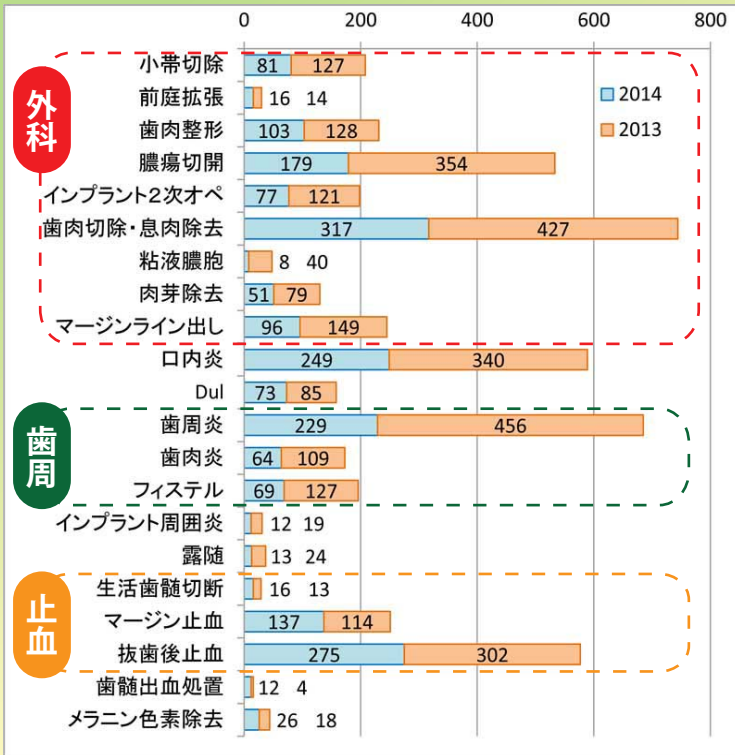 0 200 400 600 800
外科
小帯切除 81 127
前庭拡張 16 14
2014
歯肉整形 103 128
2013
膿瘍切開 179 354
インプラント2次オペ 77 121
歯肉切除・息肉除去 317 427
粘液膿胞 8 40
肉芽除去 51 79
マージンライン出し 96 149
口内炎 249 340
Dul 73 85
歯周
歯周炎 229 456
歯肉炎 64 109
フィステル 69 127
インプラント周囲炎 12 19
露随 13 24
止血
生活歯髄切断 16 13
マージン止血 137 114
抜歯後止血 275 302
歯髄出血処置 12 4
メラニン色素除去 26 18